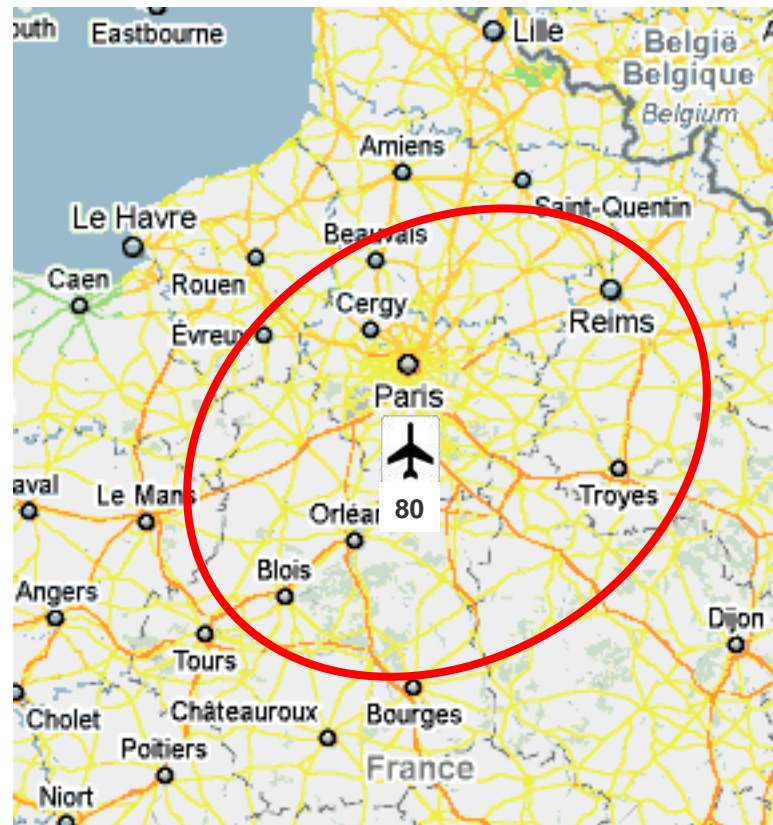 outh
Eastbourne
Lille
België
Belgique
Belgium
A
Amiens
Saint-Quentin
Le Havre
Beauvais
Caen
Rouen
Cergy
Reims
Évreux
Paris
80
Troyes
aval
Le Mans
Orléan
Blois
Angers
Tours
Dijon
Cholet
Châteauroux
Bourges
Poitiers
France
Niort